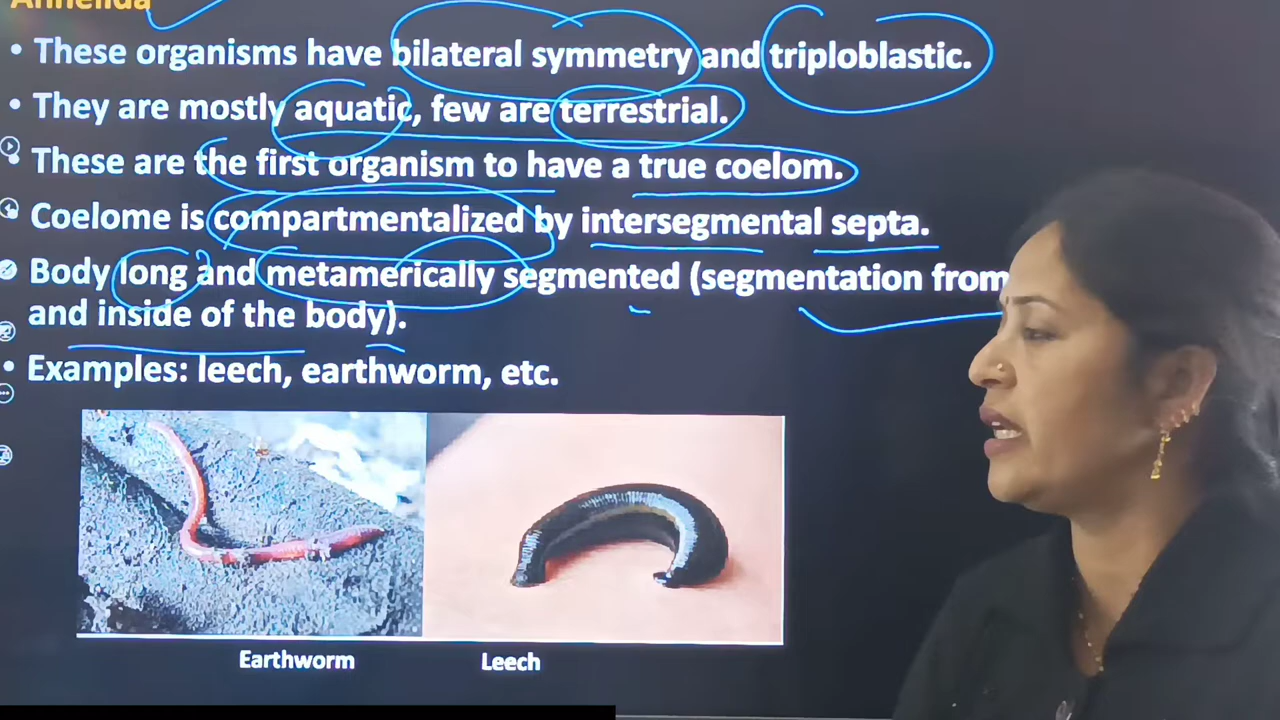 Annelida
• These organisms have bilateral symmetry and triploblastic.
• They are mostly aquatic, few are terrestrial.
• These are the first organism to have a true coelom.
Coelome is compartmentalized by intersegmental septa.
Body long and metamerically segmented (segmentation from
and inside of the body).
• Examples: leech, earthworm, etc.
Earthworm Leech